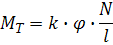 M_T = k · φ · N/l